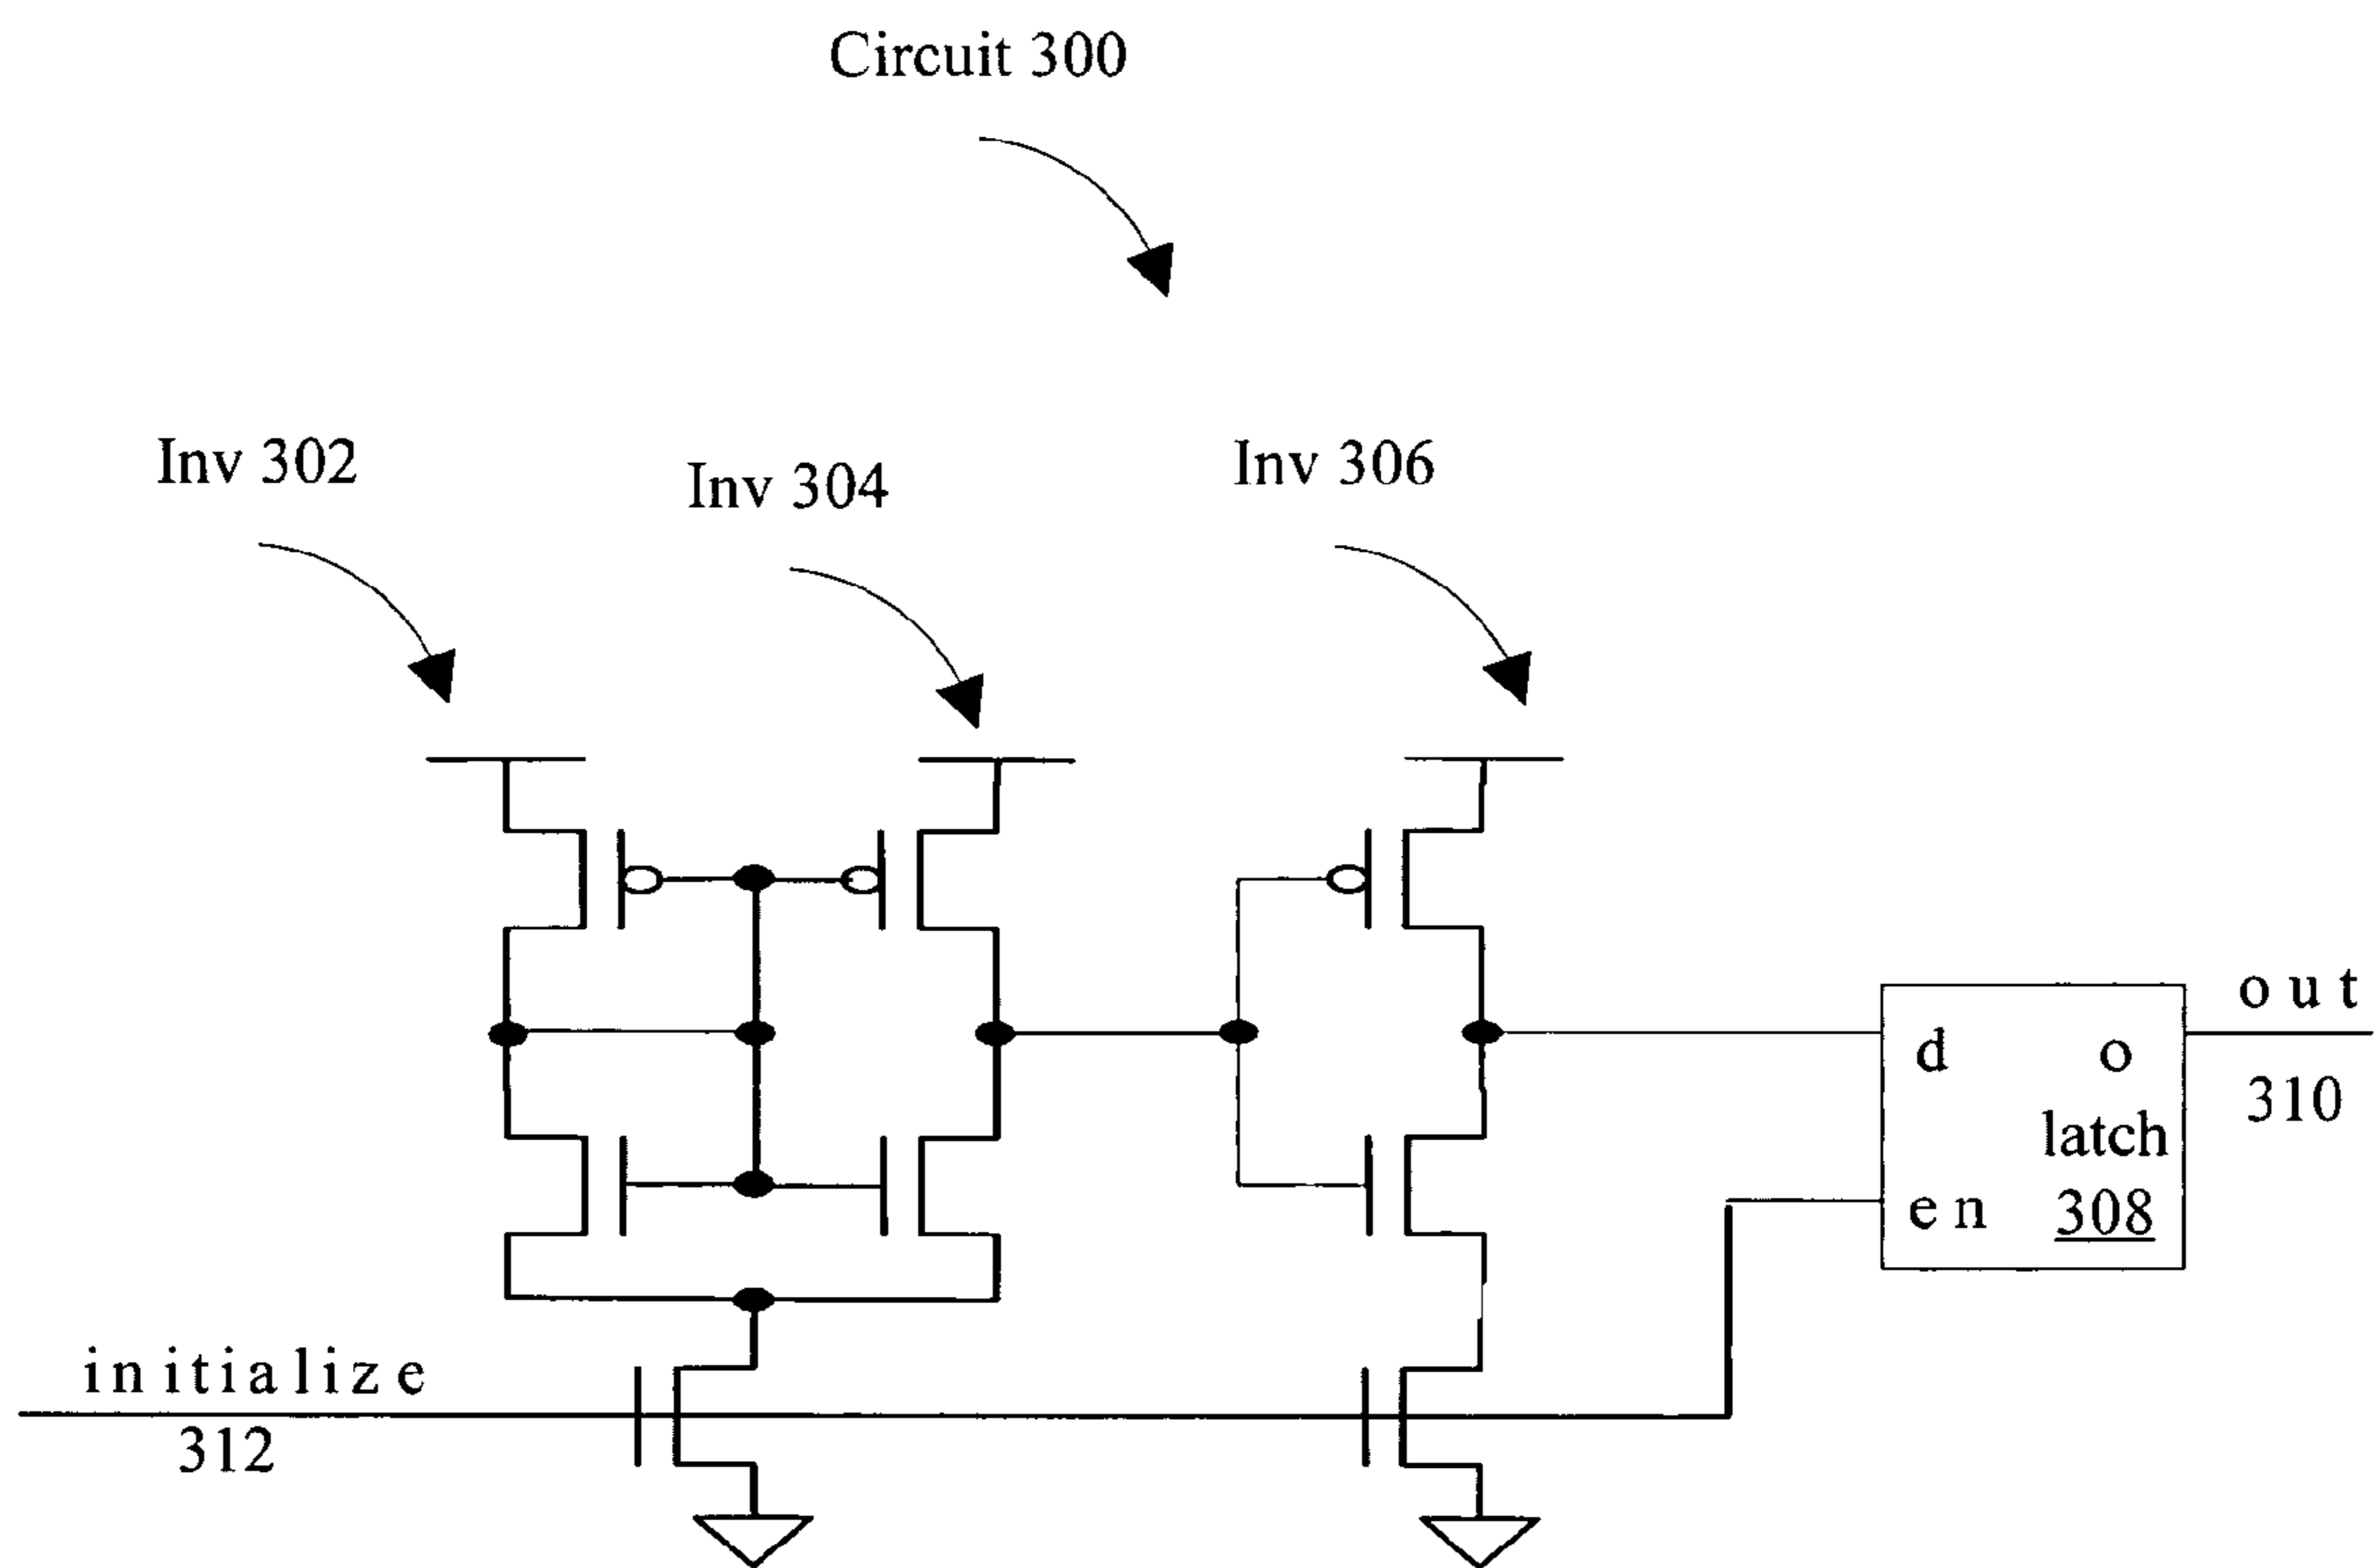 Circuit 300
Inv 302
Inv 304
Inv 306
out
310
d o
latch
en 308
initialize
312